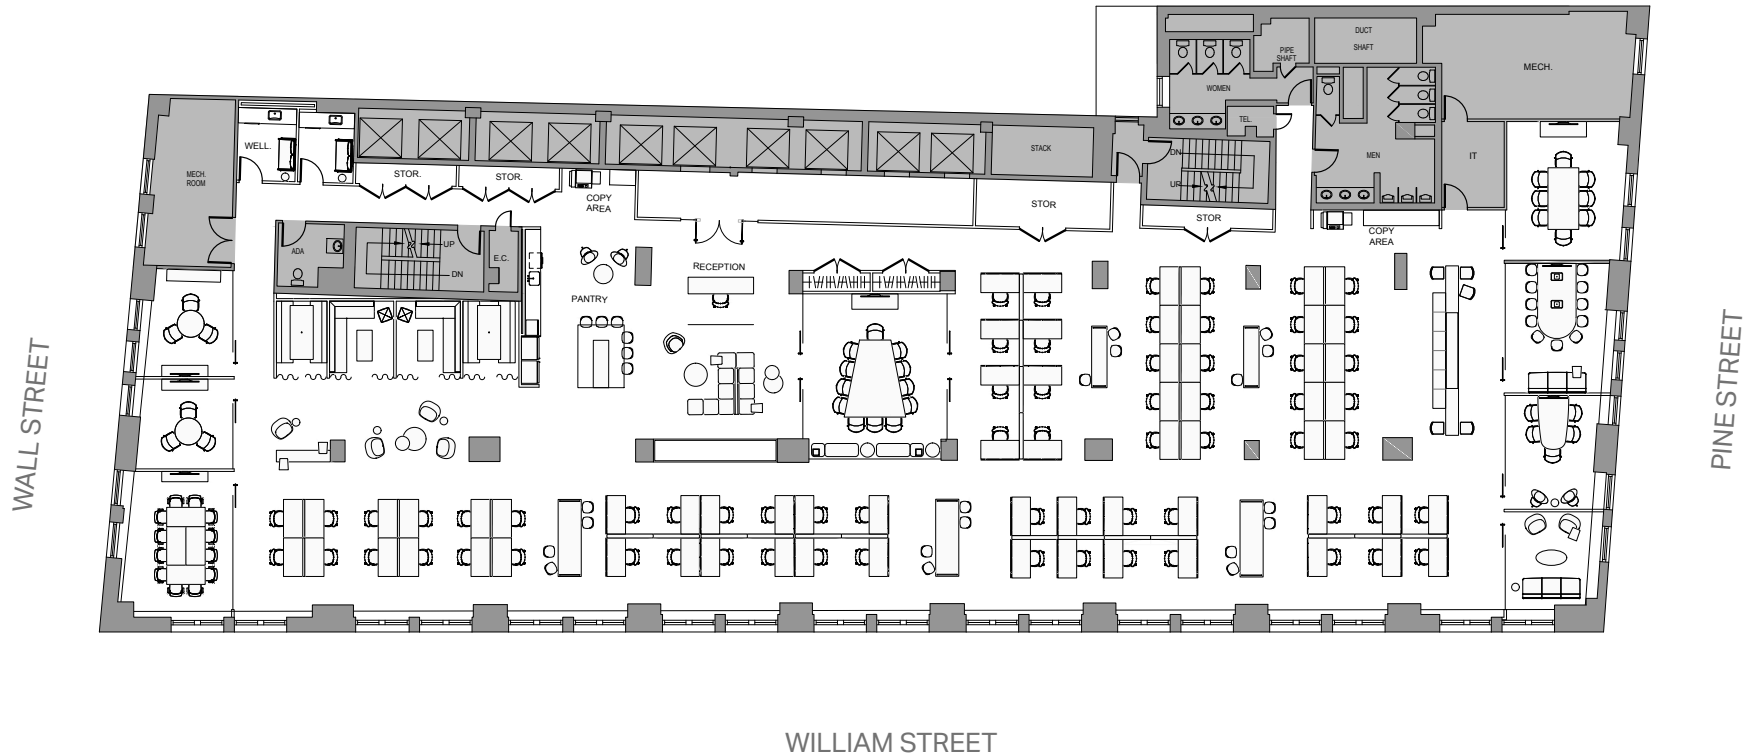 DUCT
SHAFT
PIPE
SHAFT
MECH.
WOMEN
TEL.
WELL.
MECH.
ROOM
STOR.
STOR.
STACK
DN
UP
MEN
IT
COPY
AREA
STOR
STOR
COPY
AREA
ADA
UP
DN
E.C.
RECEPTION
PANTRY
WALL STREET
PINE STREET
WILLIAM STREET